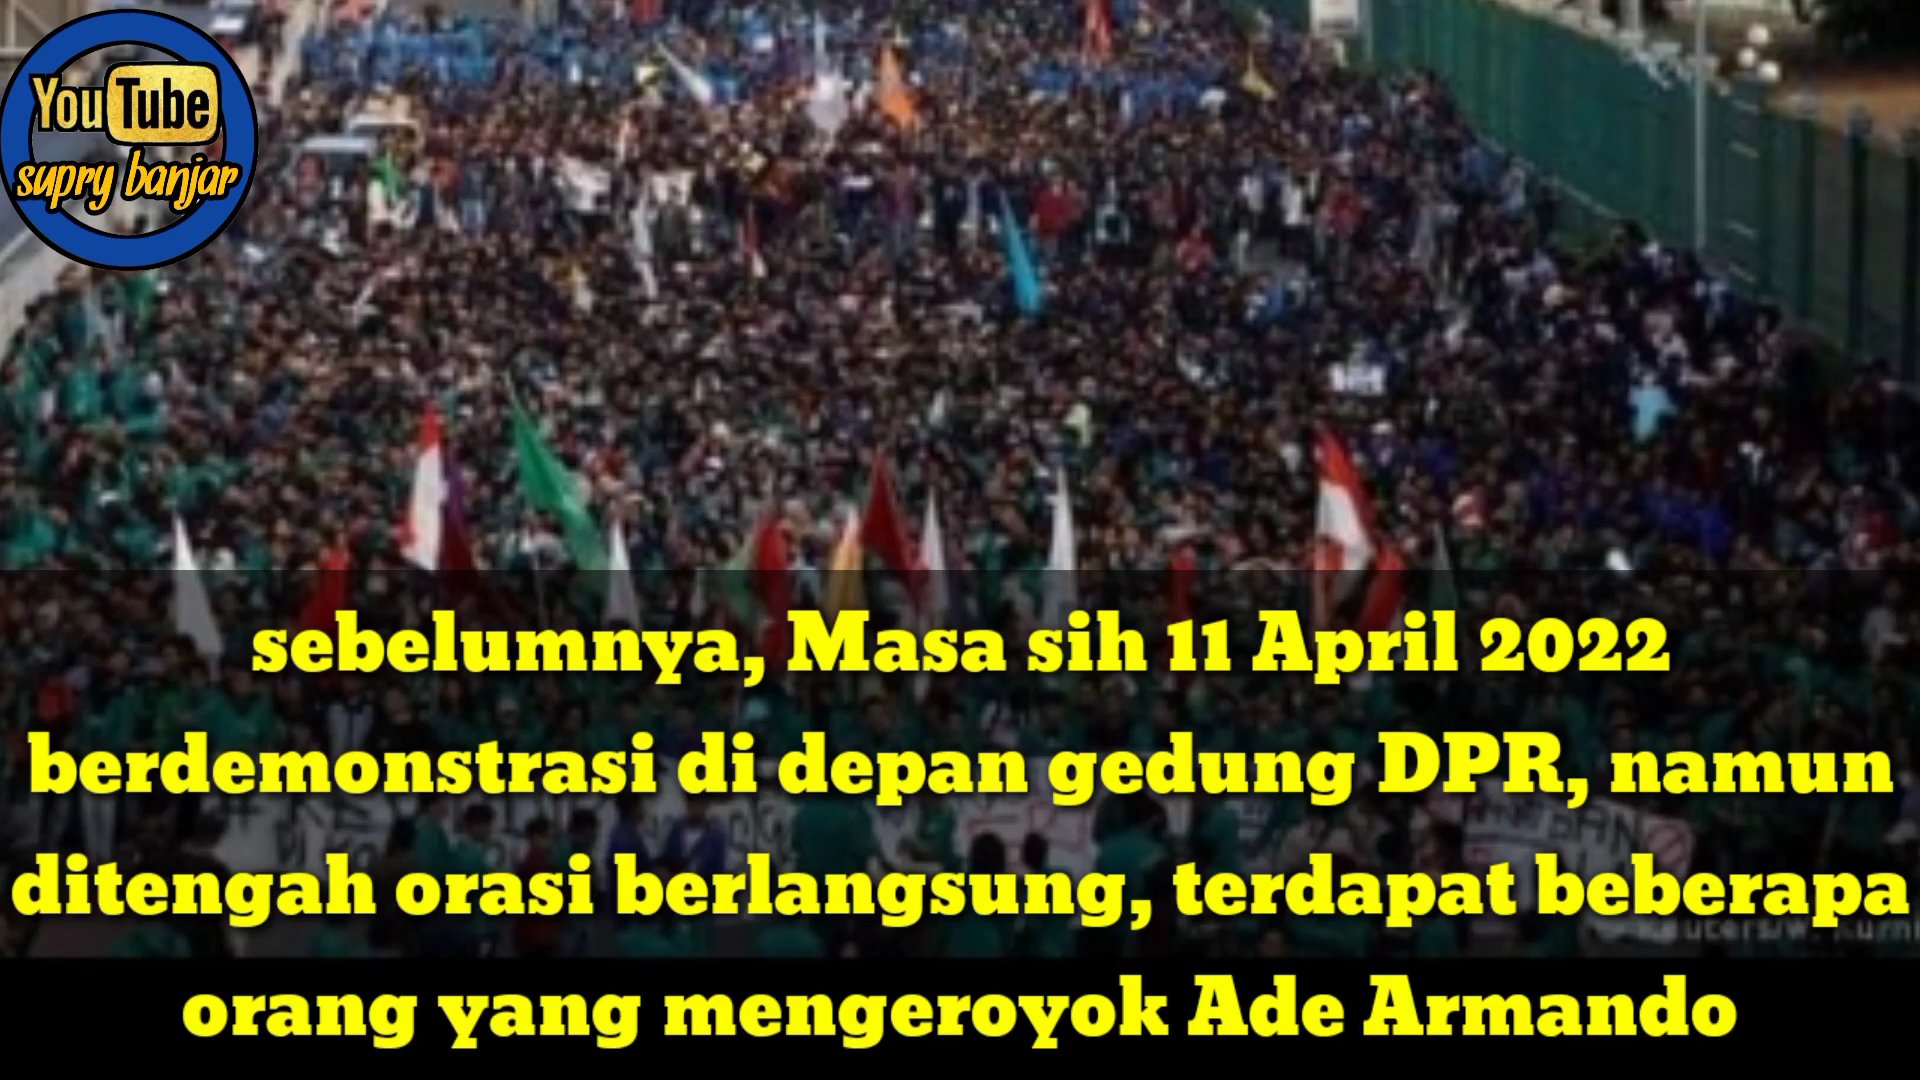 YouTube
supry banjar
sebelumnya, Masa sih 11 April 2022
berdemonstrasi di depan gedung DPR, namun
ditengah orasi berlangsung, terdapat beberapa
orang yang mengeroyok Ade Armando